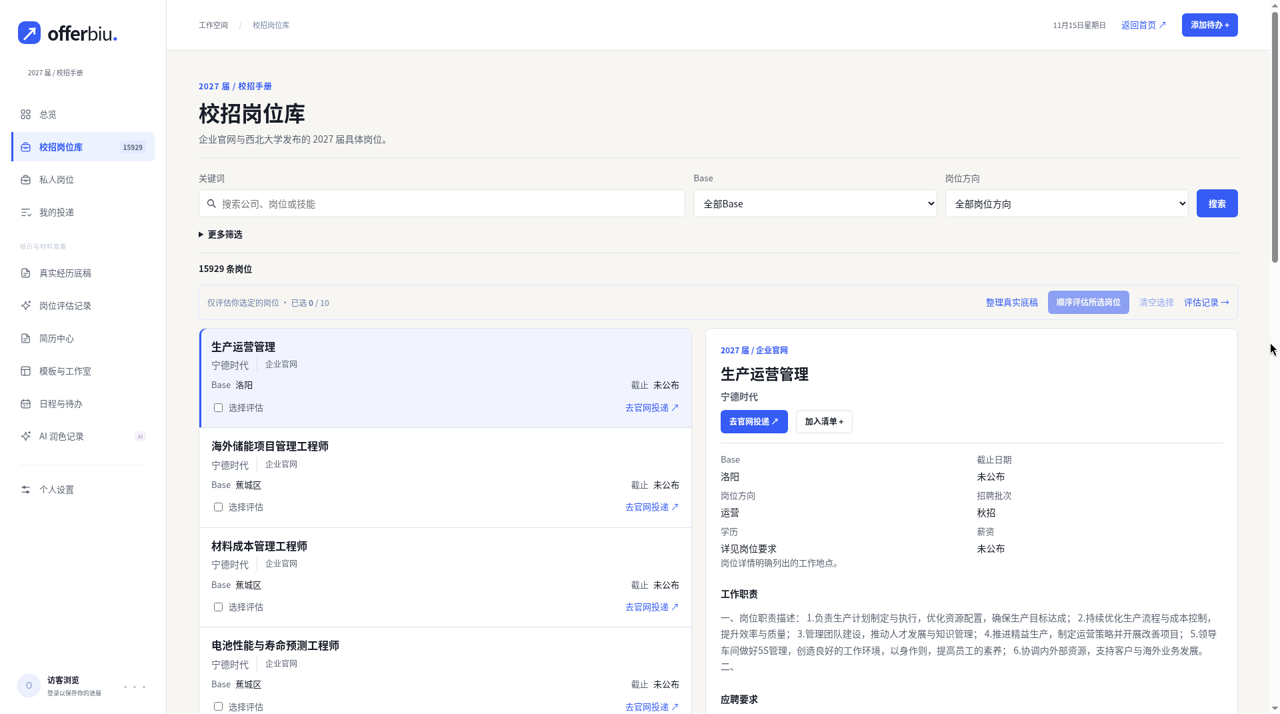 offerbiu.
2027 届 / 校招手册
总览
校招岗位库 15929
私人岗位
我的投递
经历与材料准备
真实经历底稿
岗位评估记录
简历中心
模板与工作室
日程与待办
AI 润色记录 AI
个人设置
O 访客浏览
登录以保存你的进展
工作空间 / 校招岗位库
11月15日星期日 返回首页 ↗ 添加待办 +
2027 届 / 校招手册
校招岗位库
企业官网与西北大学发布的 2027 届具体岗位。
关键词 Base 岗位方向
搜索公司、岗位或技能 全部Base 全部岗位方向 搜索
更多筛选
15929 条岗位
仅评估你选定的岗位 · 已选 0 / 10 整理真实底稿 顺序评估所选岗位 清空选择 评估记录 →
生产运营管理
宁德时代 企业官网
Base 洛阳 截止 未公布
选择评估 去官网投递 ↗
海外储能项目管理工程师
宁德时代 企业官网
Base 蕉城区 截止 未公布
选择评估 去官网投递 ↗
材料成本管理工程师
宁德时代 企业官网
Base 蕉城区 截止 未公布
选择评估 去官网投递 ↗
电池性能与寿命预测工程师
宁德时代 企业官网
Base 蕉城区 截止 未公布
选择评估 去官网投递 ↗
2027 届 / 企业官网
生产运营管理
宁德时代
去官网投递 ↗ 加入清单 +
Base 截止日期
洛阳 未公布
岗位方向 招聘批次
运营 秋招
学历 薪资
详见岗位要求 未公布
岗位详情明确列出的工作地点。
工作职责
一、岗位职责描述： 1.负责生产计划制定与执行，优化资源配置，确保生产目标达成； 2.持续优化生产流程与成本控制，
提升效率与质量； 3.管理团队建设，推动人才发展与知识管理； 4.推进精益生产，制定运营策略并开展改善项目； 5.领导
车间做好5S管理，创造良好的工作环境，以身作则，提高员工的素养； 6.协调内外部资源，支持客户与海外业务发展。
二、
应聘要求